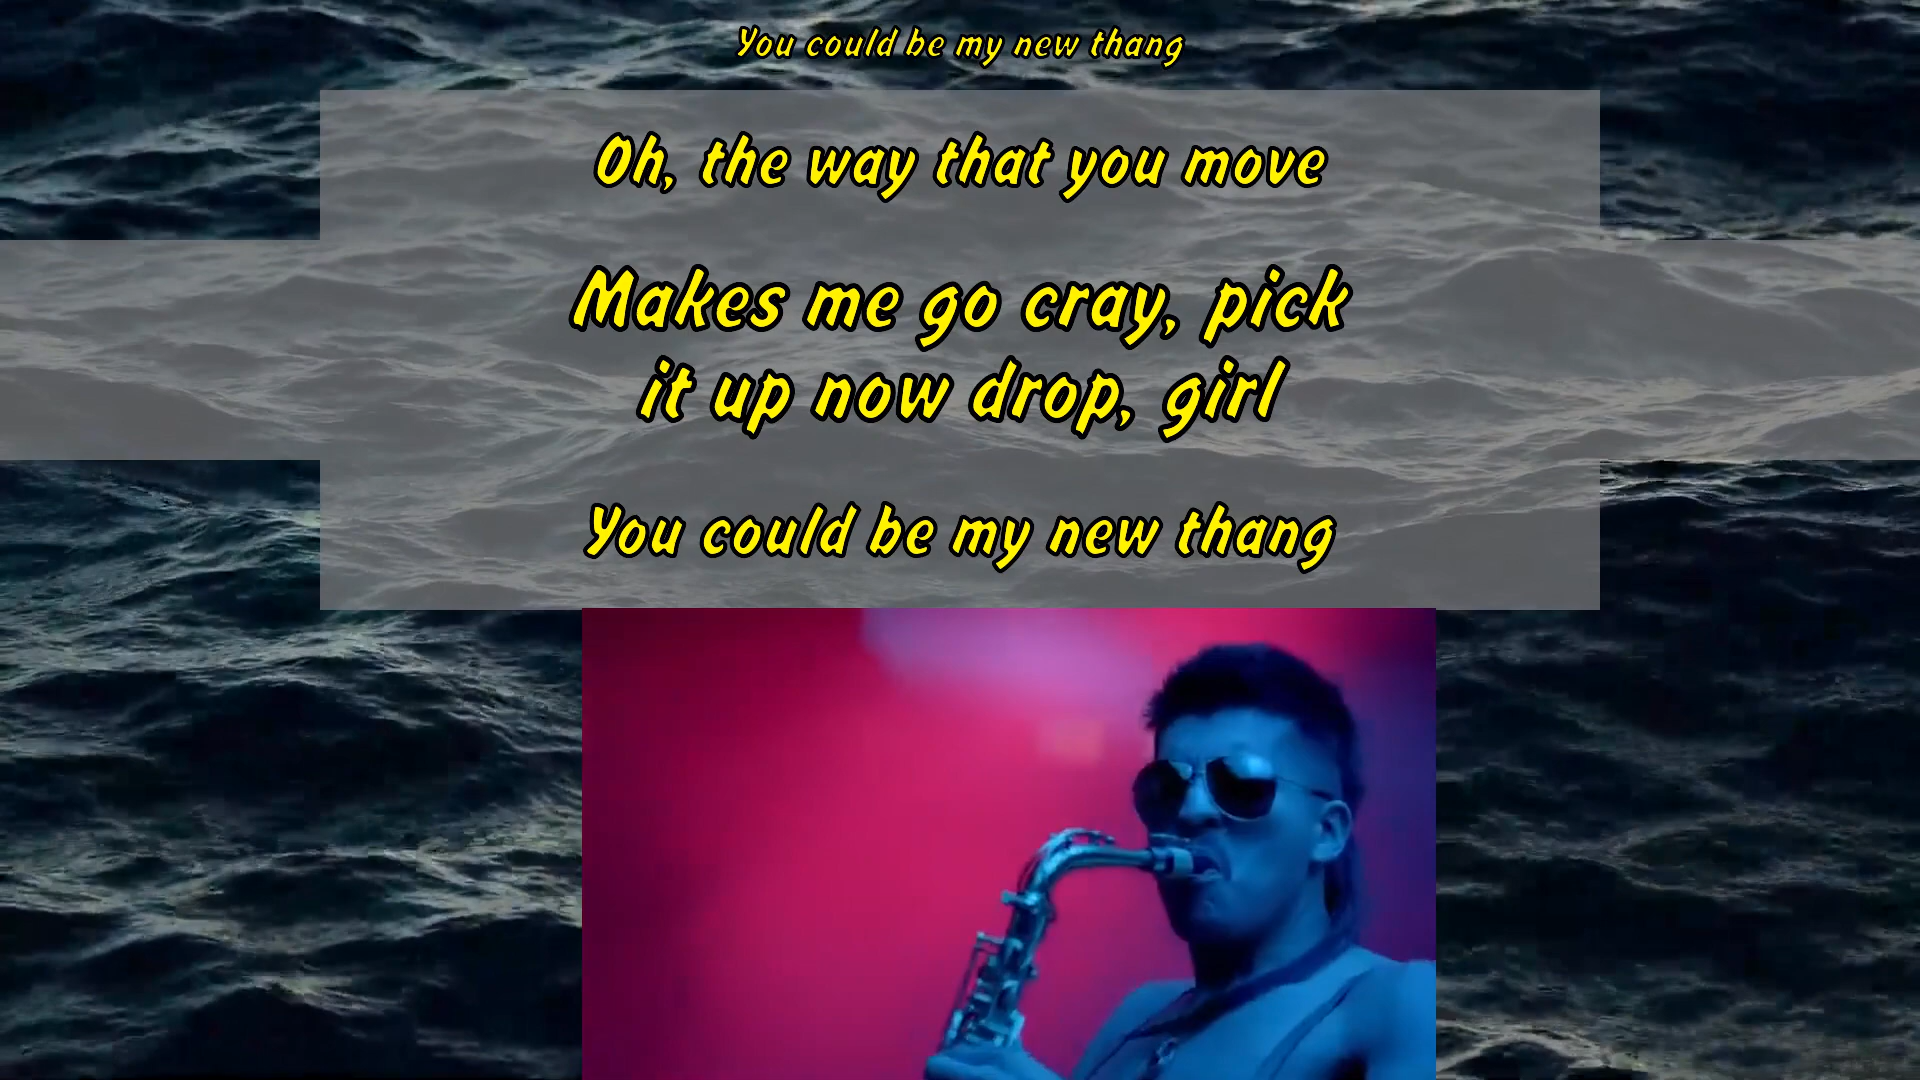 You could be my new thang
Oh, the way that you move
Makes me go cray, pick
it up now drop, girl
You could be my new thang